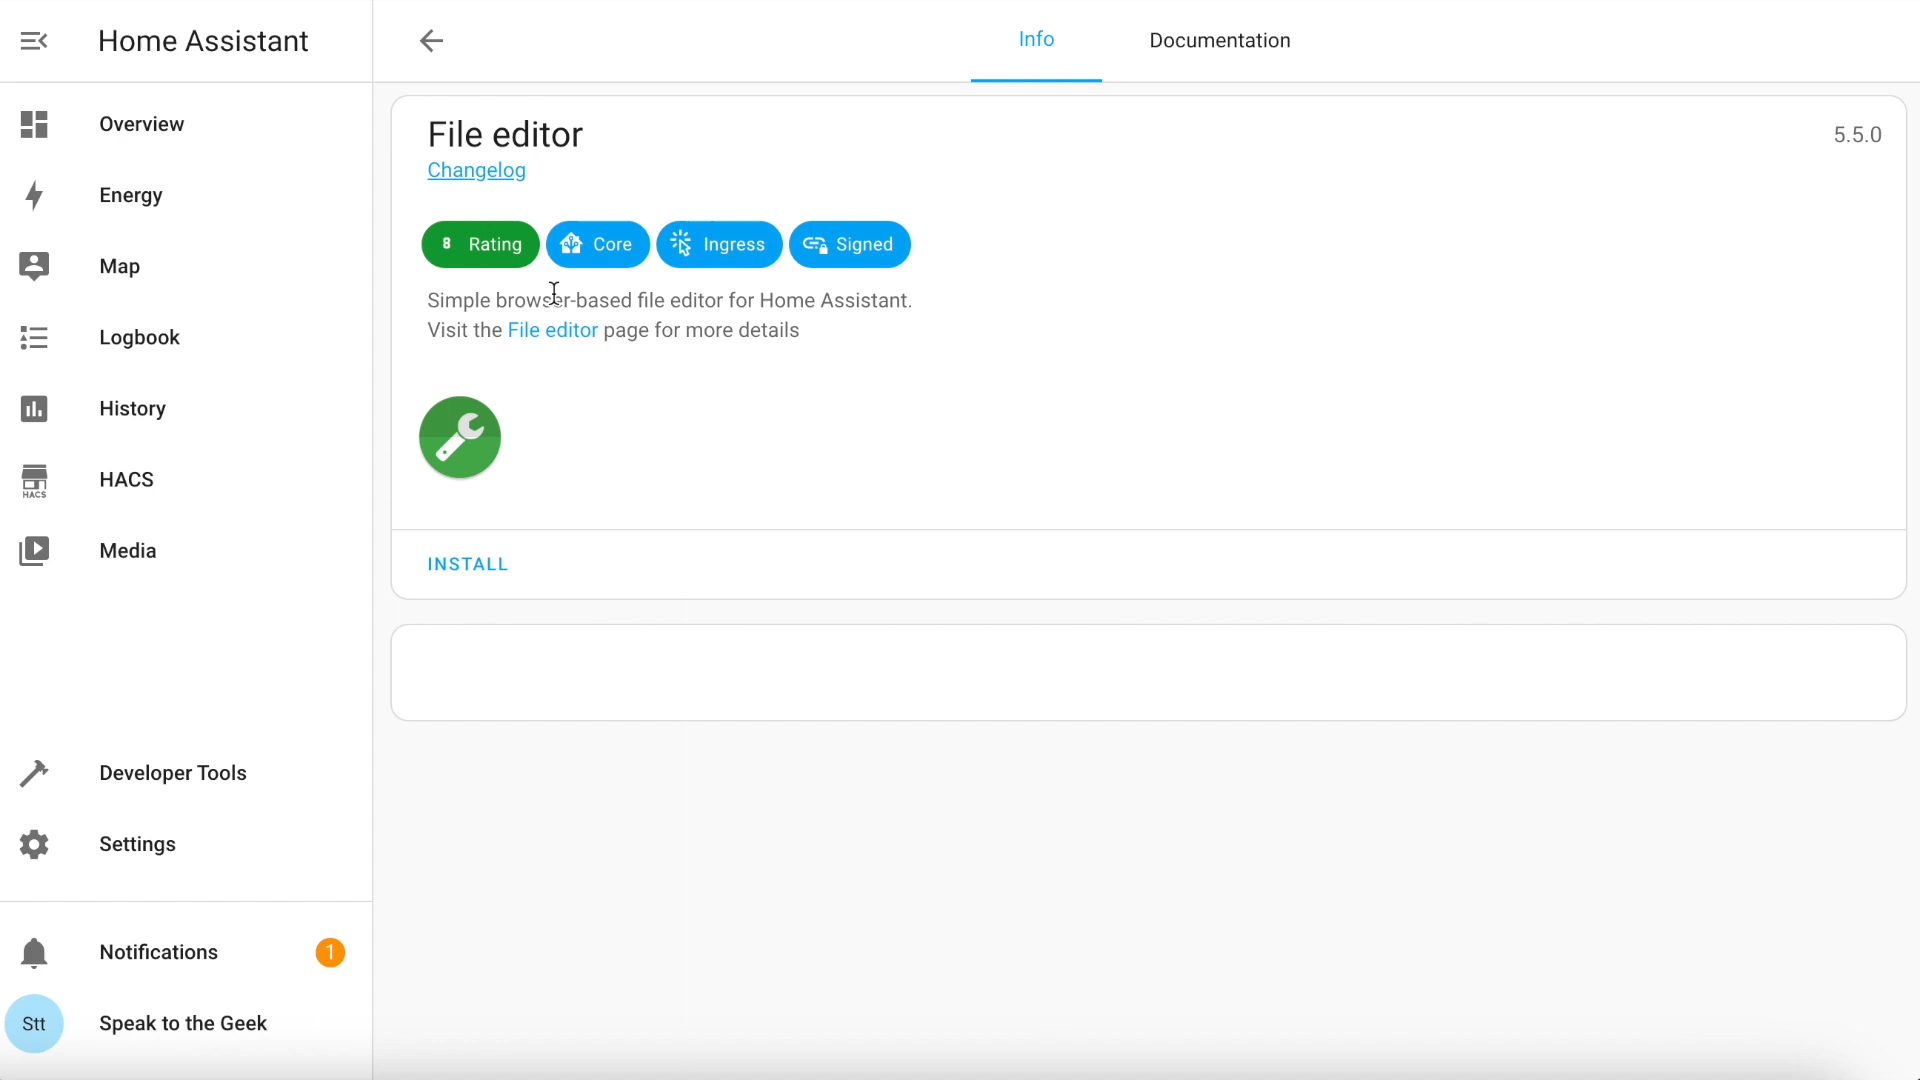 Home Assistant
Info
Documentation
Overview
Energy
Map
Logbook
History
HACS
HACS
Media
Developer Tools
Settings
Notifications
1
Stt
Speak to the Geek
File editor
5.5.0
Changelog
8 Rating
Core
Ingress
Signed
Simple browser-based file editor for Home Assistant.
Visit the File editor page for more details
INSTALL